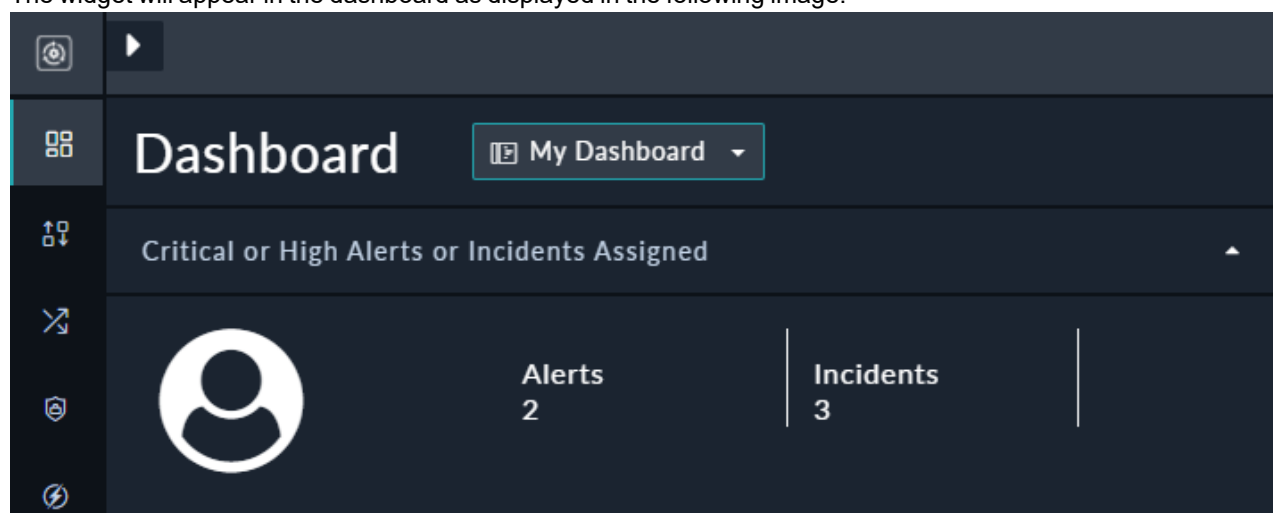 The widget will appear in the dashboard as displayed in the following image:
Dashboard
My Dashboard
Critical or High Alerts or Incidents Assigned
Alerts
2
Incidents
3